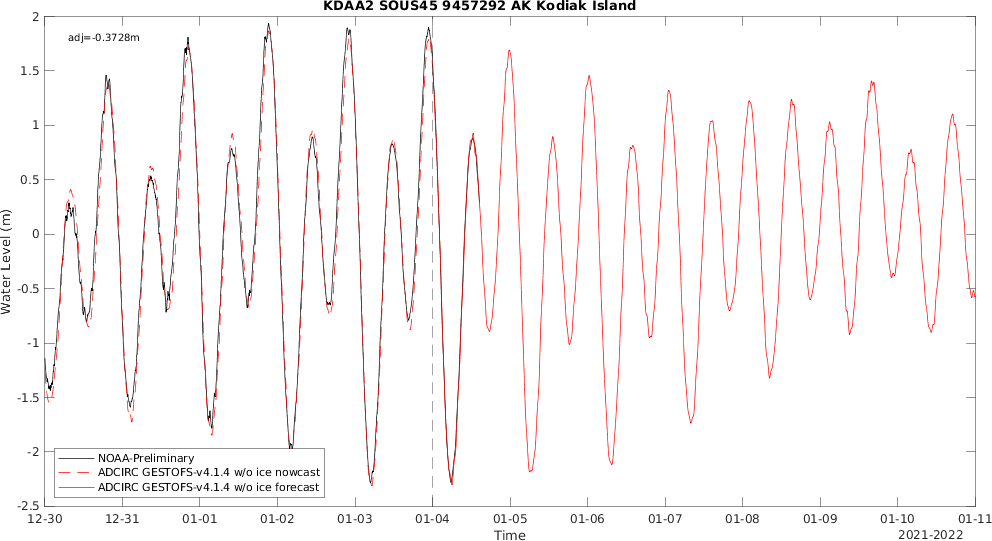 KDAA2 SOUS45 9457292 AK Kodiak Island
adj=-0.3728m
2
1.5
1
0.5
0
-0.5
-1
-1.5
-2
-2.5
Water Level (m)
NOAA-Preliminary
ADCIRC GESTOFS-v4.1.4 w/o ice nowcast
ADCIRC GESTOFS-v4.1.4 w/o ice forecast
12-30 12-31 01-01 01-02 01-03 01-04 01-05 01-06 01-07 01-08 01-09 01-10 01-11
Time
2021-2022